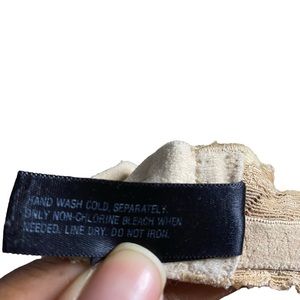 HAND WASH COLD, SEPARATELY.
ONLY NON-CHLORINE BLEACH WHEN
NEEDED. LINE DRY. DO NOT IRON.